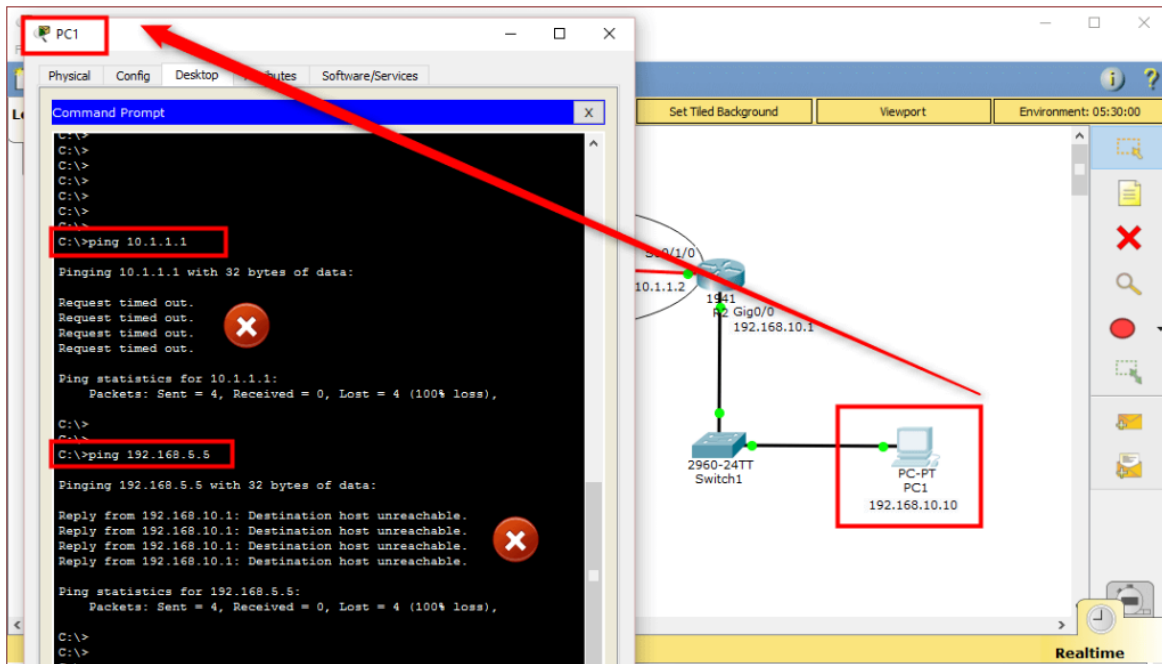 PC1
Physical Config Desktop Attributes Software/Services
Command Prompt
X
C:\>
C:\>
C:\>
C:\>
C:\>
C:\>
C:\>
C:\>ping 10.1.1.1
Pinging 10.1.1.1 with 32 bytes of data:
Request timed out.
Request timed out.
Request timed out.
Request timed out.
Ping statistics for 10.1.1.1:
Packets: Sent = 4, Received = 0, Lost = 4 (100% loss),
C:\>
C:\>
C:\>ping 192.168.5.5
Pinging 192.168.5.5 with 32 bytes of data:
Reply from 192.168.10.1: Destination host unreachable.
Reply from 192.168.10.1: Destination host unreachable.
Reply from 192.168.10.1: Destination host unreachable.
Reply from 192.168.10.1: Destination host unreachable.
Ping statistics for 192.168.5.5:
Packets: Sent = 4, Received = 0, Lost = 4 (100% loss),
C:\>
C:\>
Set Tiled Background
Viewport
Environment: 05:30:00
Se0/1/0
10.1.1.2
1941
R2 Gig0/0
192.168.10.1
2960-24TT
Switch1
PC-PT
PC1
192.168.10.10
Realtime